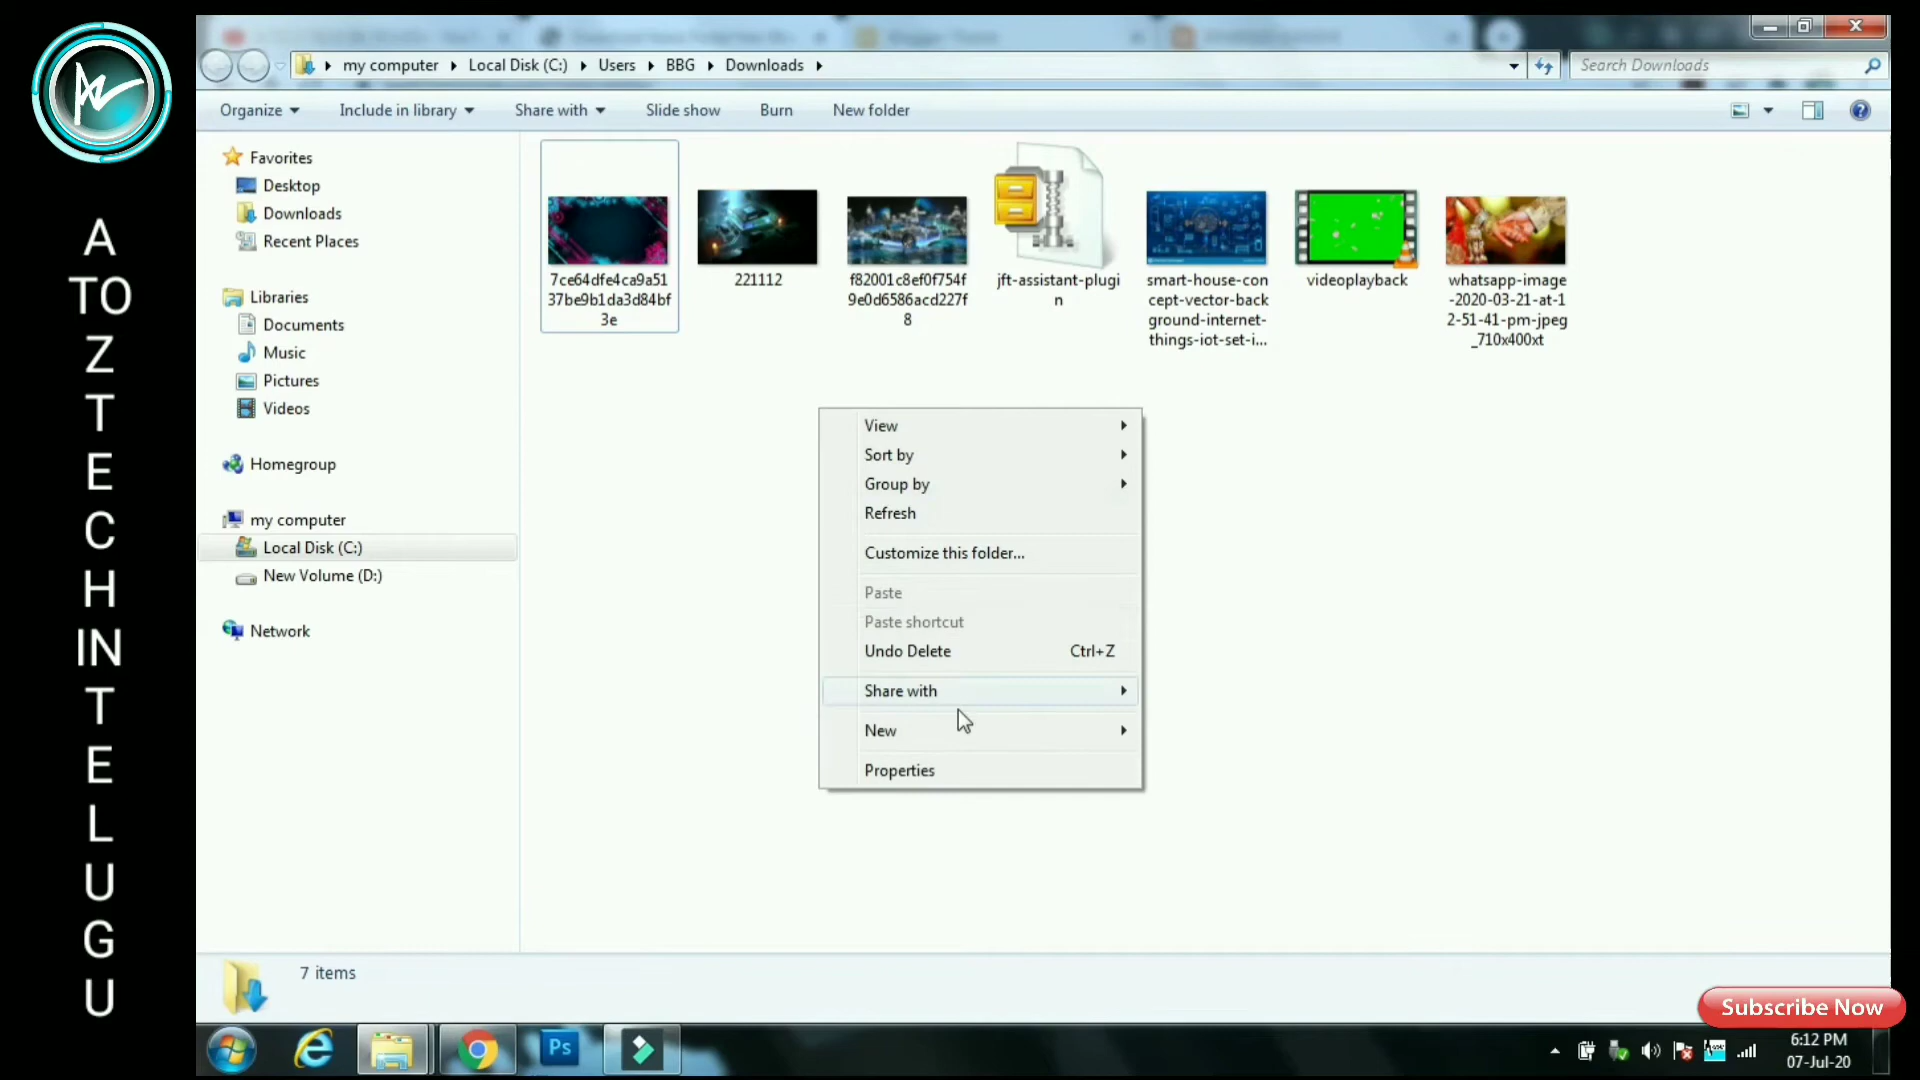 A
TO
Z
T
E
C
H
IN
T
E
L
U
G
U
my computer
Local Disk (C:)
Users
BBG
Downloads
Search Downloads
Organize
Include in library
Share with
Slide show
Burn
New folder
Favorites
Desktop
Downloads
Recent Places
Libraries
Documents
Music
Pictures
Videos
Homegroup
my computer
Local Disk (C:)
New Volume (D:)
Network
7ce64dfe4ca9a51
37be9b1da3d84bf
3e
221112
f82001c8ef0f754f
9e0d6586acd227f
8
jft-assistant-plugi
n
smart-house-con
cept-vector-back
ground-internet-
things-iot-set-i...
videoplayback
whatsapp-image
-2020-03-21-at-1
2-51-41-pm-jpeg
_710x400xt
View
Sort by
Group by
Refresh
Customize this folder...
Paste
Paste shortcut
Undo Delete Ctrl+Z
Share with
New
Properties
7 items
Subscribe Now
Ps
6:12 PM
07-Jul-20